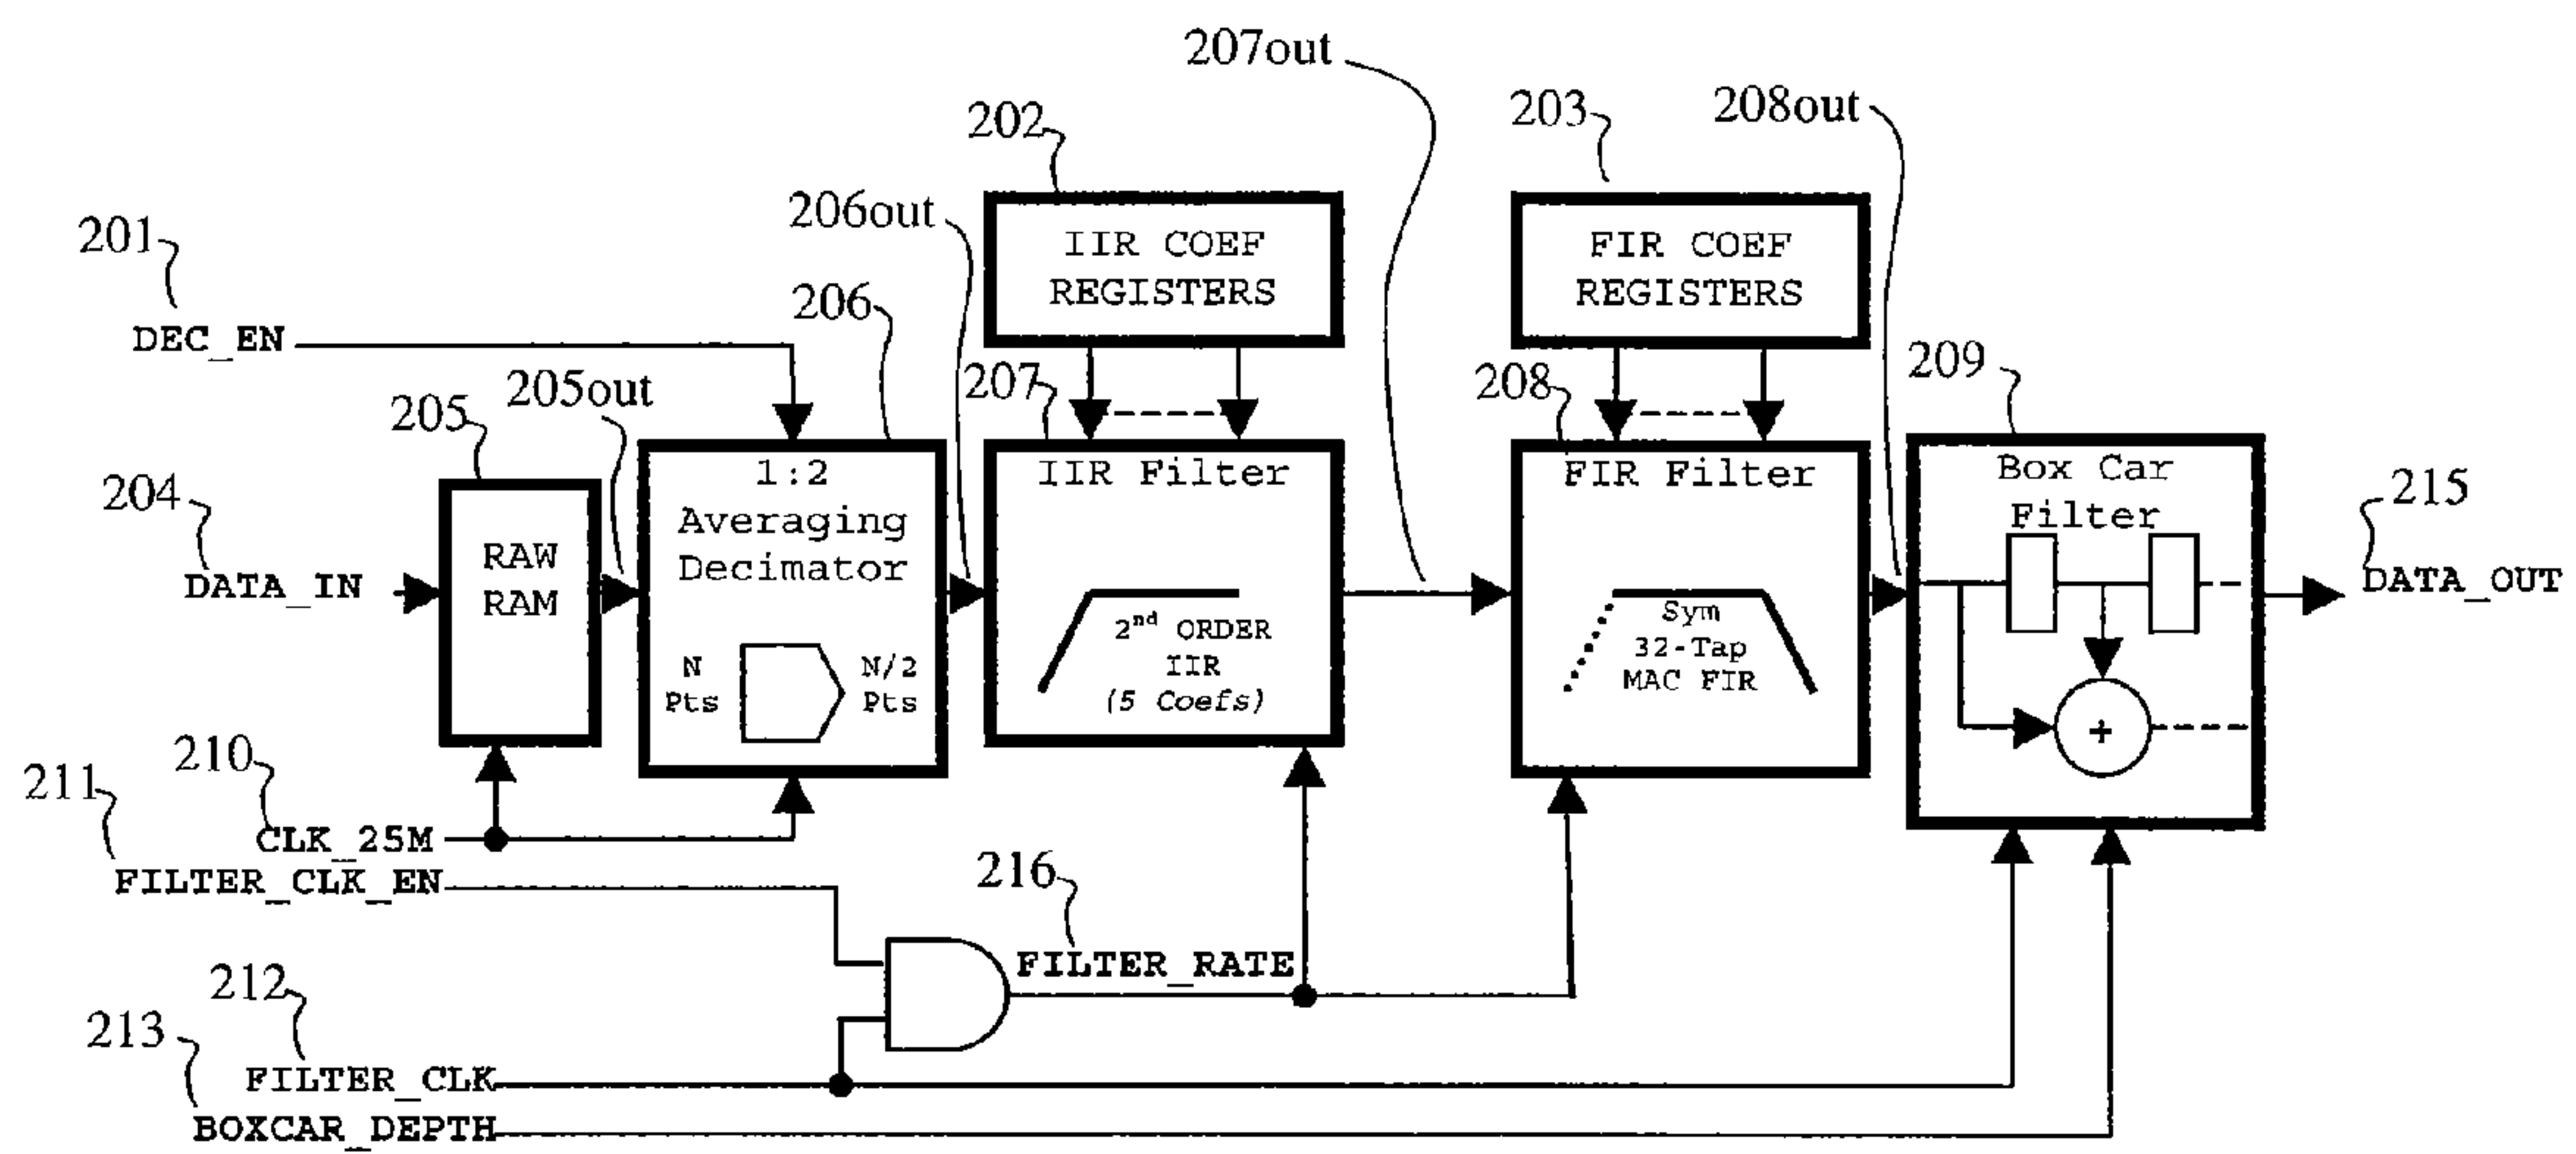 207out
202
203
208out
201
206out
IIR COEF
REGISTERS
FIR COEF
REGISTERS
DEC_EN
206
205
205out
207
208
209
204
DATA_IN
RAW
RAM
1:2
Averaging
Decimator
N
Pts
N/2
Pts
IIR Filter
2nd ORDER
IIR
(5 Coefs)
FIR Filter
Sym
32-Tap
MAC FIR
Box Car
Filter
+
215
DATA_OUT
210
211
CLK_25M
FILTER_CLK_EN
216
FILTER_RATE
212
213
FILTER_CLK
BOXCAR_DEPTH